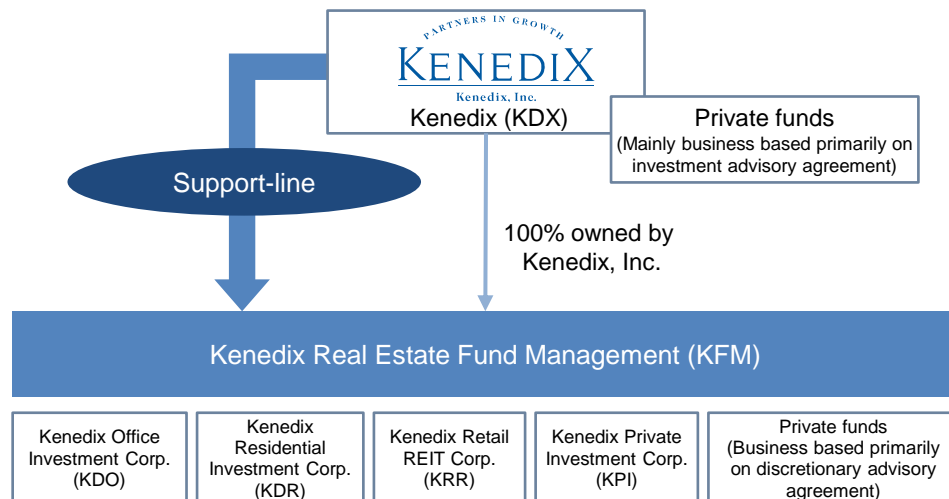 PARTNERS IN GROWTH
KENEDIX
Kenedix, Inc.
Kenedix (KDX)
Private funds
(Mainly business based primarily on
investment advisory agreement)
Support-line
100% owned by
Kenedix, Inc.
Kenedix Real Estate Fund Management (KFM)
Kenedix Office
Investment Corp.
(KDO)
Kenedix
Residential
Investment Corp.
(KDR)
Kenedix Retail
REIT Corp.
(KRR)
Kenedix Private
Investment Corp.
(KPI)
Private funds
(Business based primarily
on discretionary advisory
agreement)